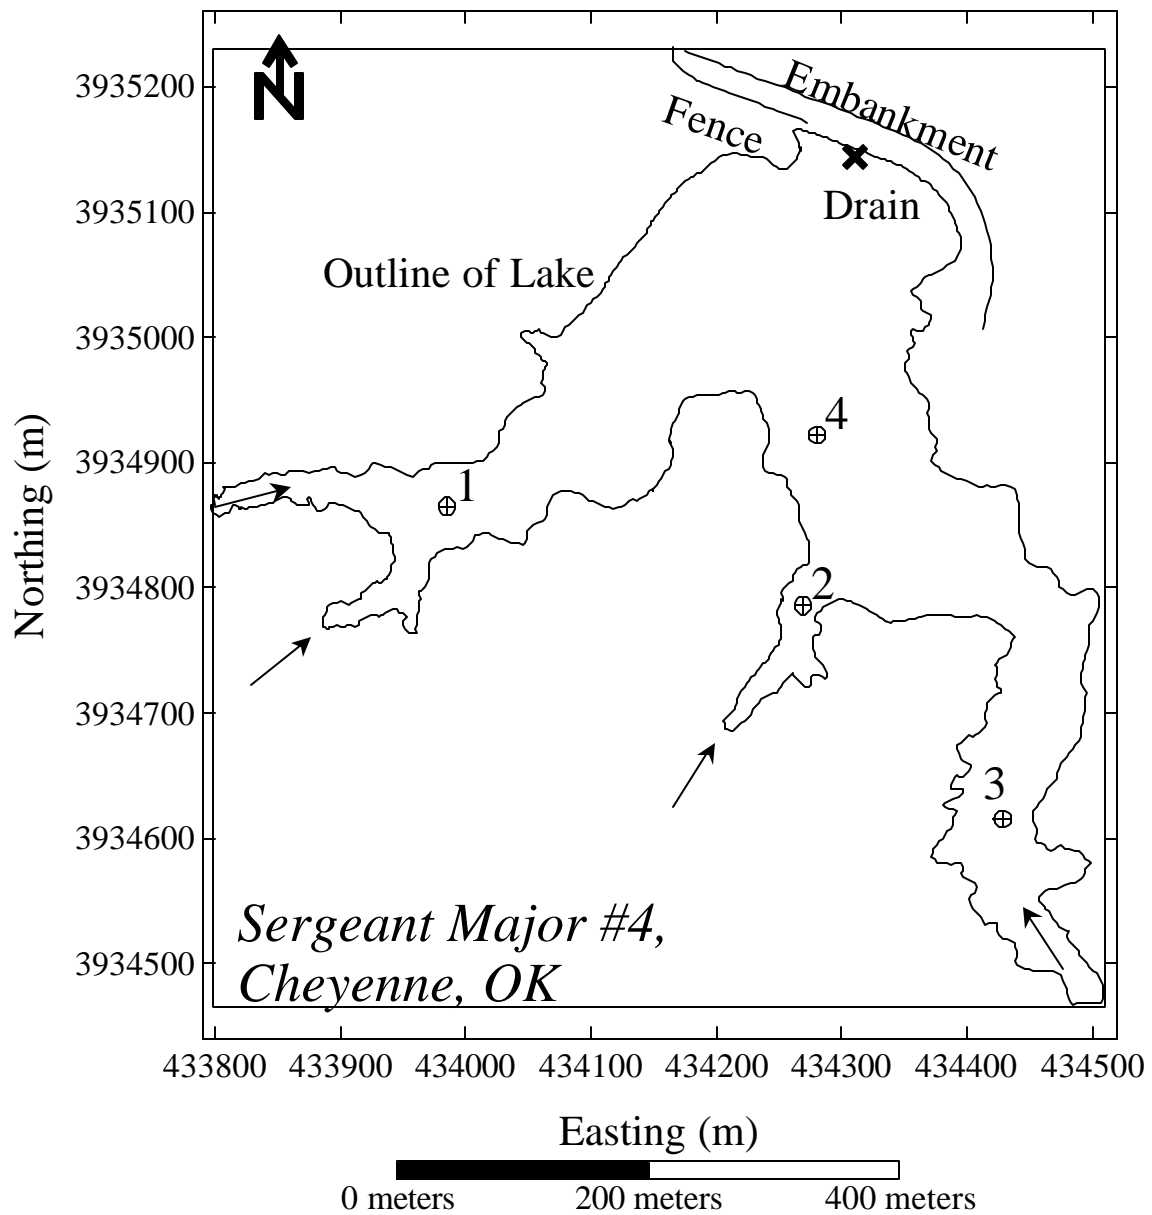 N
3935200
3935100
3935000
3934900
3934800
3934700
3934600
3934500
Northing (m)
Embankment
Fence
Drain
Outline of Lake
4
1
2
3
Sergeant Major #4,
Cheyenne, OK
433800 433900 434000 434100 434200 434300 434400 434500
Easting (m)
0 meters 200 meters 400 meters